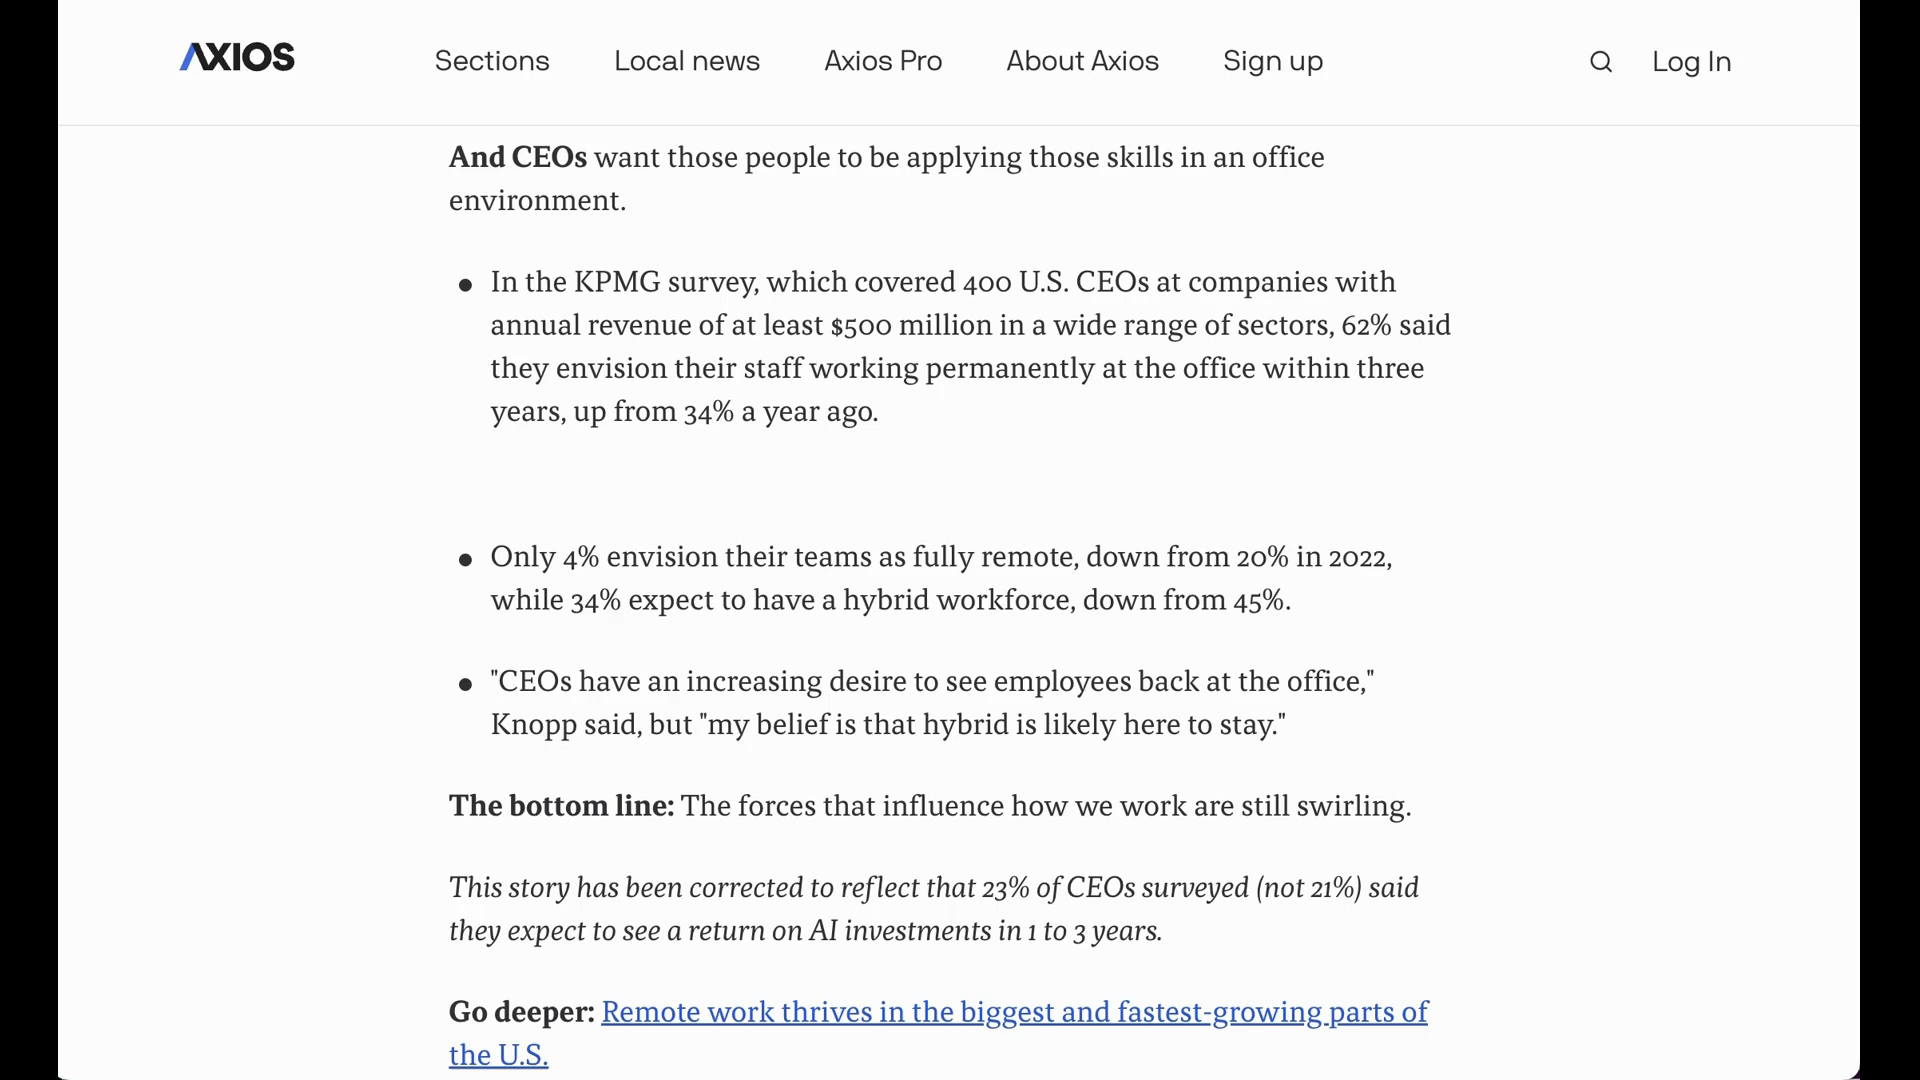 AXIOS
Sections
Local news
Axios Pro
About Axios
Sign up
Log In
And CEOs want those people to be applying those skills in an office
environment.
In the KPMG survey, which covered 400 U.S. CEOs at companies with
annual revenue of at least $500 million in a wide range of sectors, 62% said
they envision their staff working permanently at the office within three
years, up from 34% a year ago.
Only 4% envision their teams as fully remote, down from 20% in 2022,
while 34% expect to have a hybrid workforce, down from 45%.
"CEOs have an increasing desire to see employees back at the office,"
Knopp said, but "my belief is that hybrid is likely here to stay."
The bottom line: The forces that influence how we work are still swirling.
This story has been corrected to reflect that 23% of CEOs surveyed (not 21%) said
they expect to see a return on AI investments in 1 to 3 years.
Go deeper: Remote work thrives in the biggest and fastest-growing parts of
the U.S.